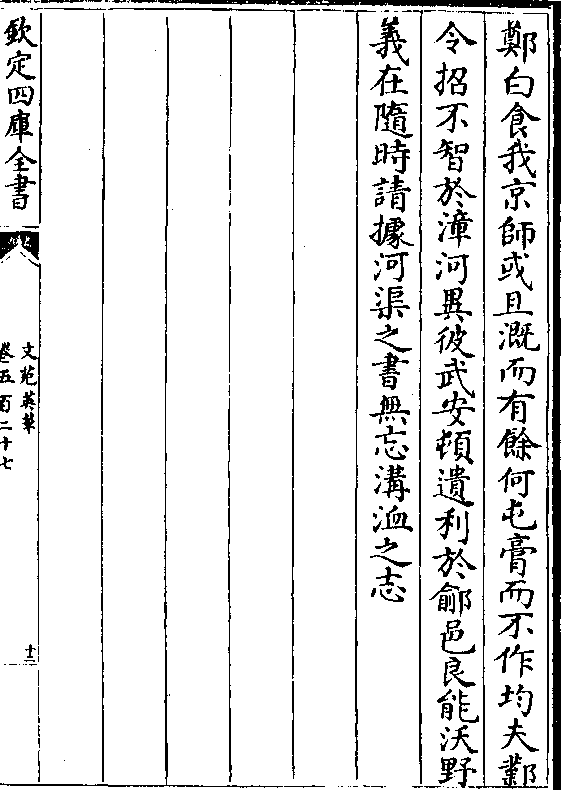 鄭白食我京師或且溉而有餘何屯膏而不作均夫鄴
令招不智於漳河異彼武安頓遺利於鄃邑良能沃野
義在隨時請據河渠之書無忘溝洫之志
欽定四庫全書
文苑英華
卷五百二十七
十三